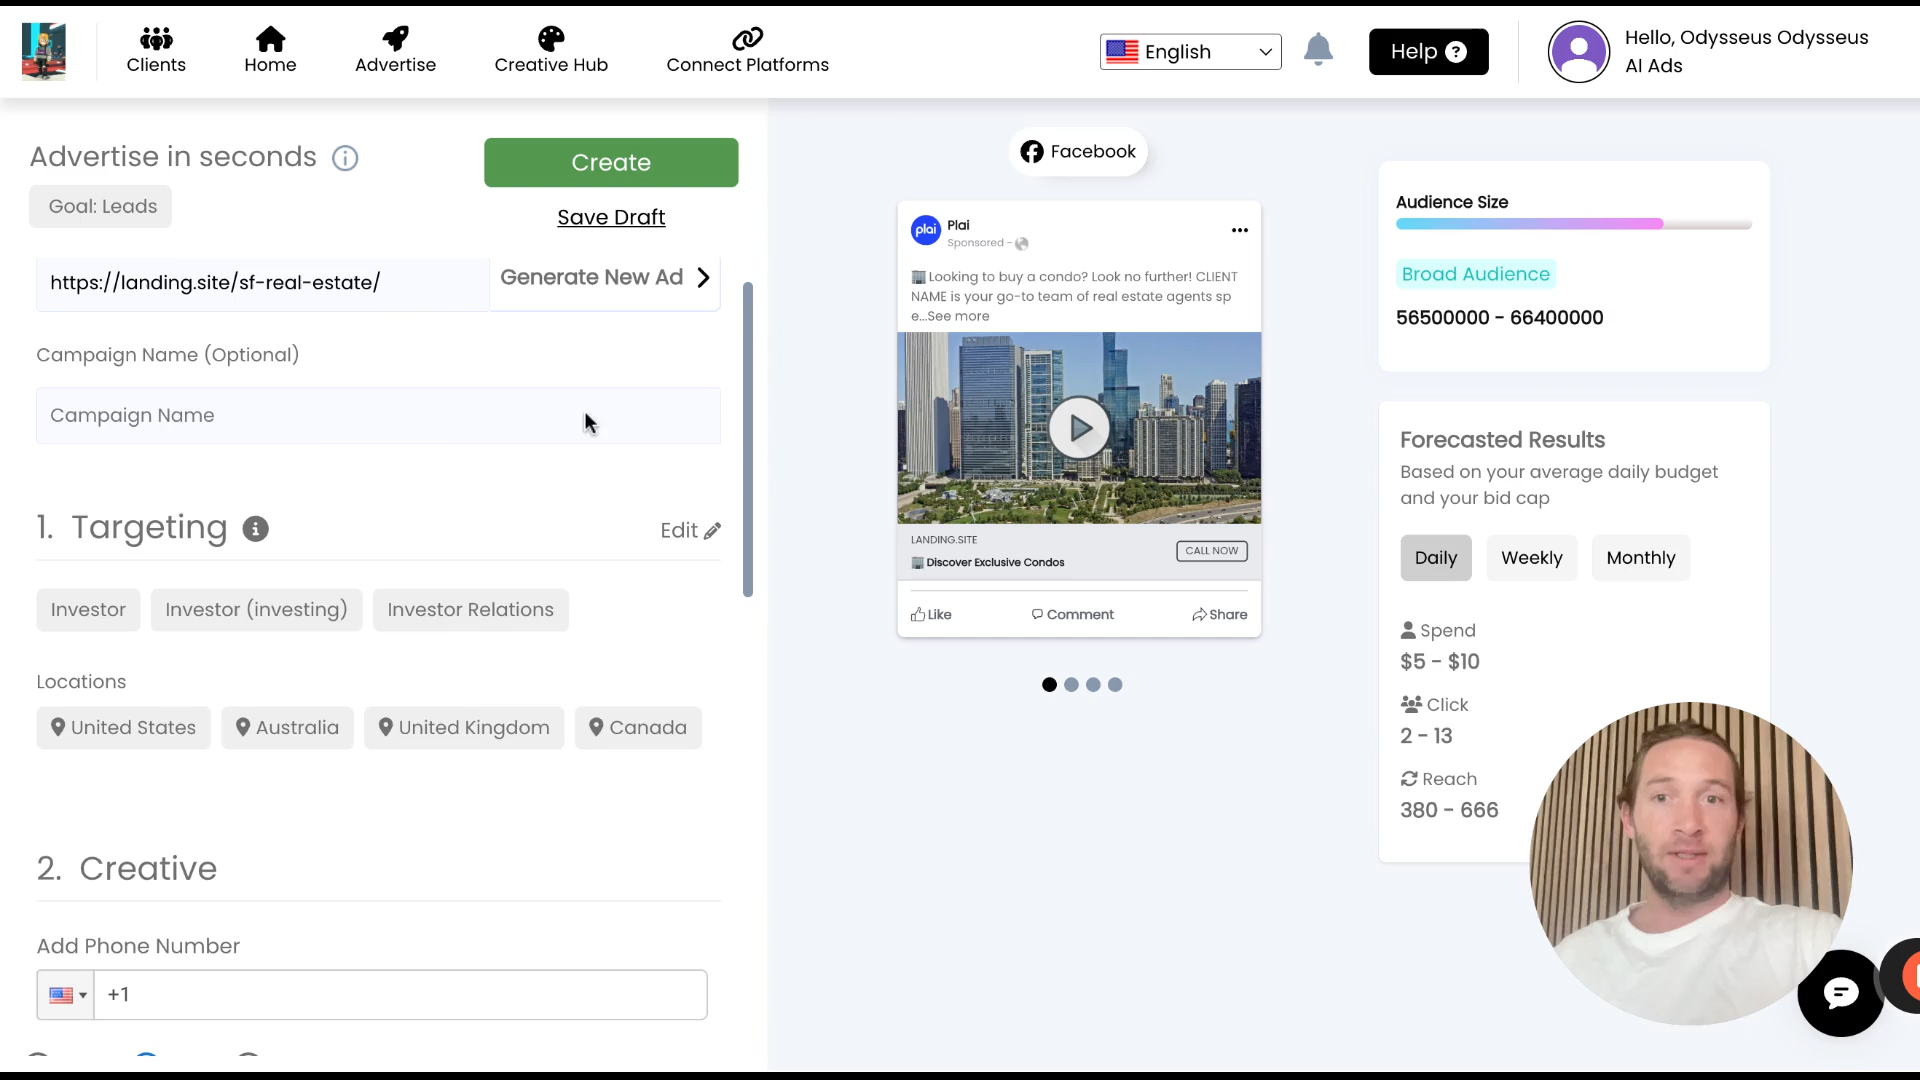 Clients
Home
Advertise
Creative Hub
Connect Platforms
English
Help ?
Hello, Odysseus Odysseus
AI Ads
Advertise in seconds
Create
Goal: Leads
Save Draft
https://landing.site/sf-real-estate/
Generate New Ad
Campaign Name (Optional)
Campaign Name
1. Targeting
Edit
Investor
Investor (investing)
Investor Relations
Locations
United States
Australia
United Kingdom
Canada
2. Creative
Add Phone Number
+1
Facebook
plai
Plai
Sponsored -
🏢Looking to buy a condo? Look no further! CLIENT
NAME is your go-to team of real estate agents sp
e...See more
LANDING.SITE
🏢 Discover Exclusive Condos
CALL NOW
Like
Comment
Share
Audience Size
Broad Audience
56500000 - 66400000
Forecasted Results
Based on your average daily budget
and your bid cap
Daily
Weekly
Monthly
Spend
$5 - $10
Click
2 - 13
Reach
380 - 666